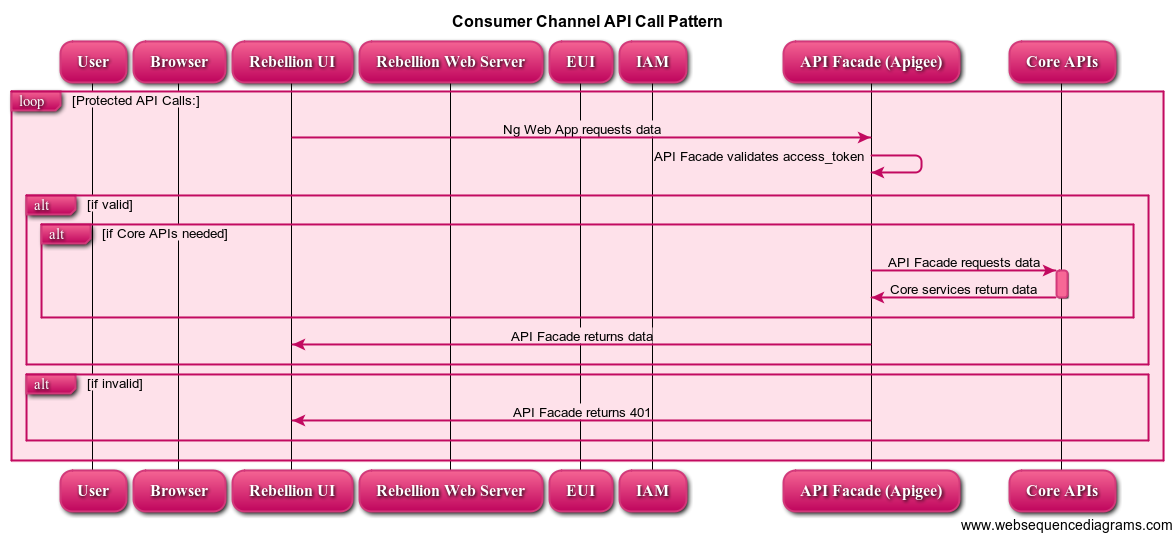 Consumer Channel API Call Pattern
User Browser Rebellion UI Rebellion Web Server EUI IAM API Facade (Apigee) Core APIs
loop [Protected API Calls:]
Ng Web App requests data
API Facade validates access_token
alt [if valid]
alt [if Core APIs needed]
API Facade requests data
Core services return data
API Facade returns data
alt [if invalid]
API Facade returns 401
User Browser Rebellion UI Rebellion Web Server EUI IAM API Facade (Apigee) Core APIs
www.websequencediagrams.com